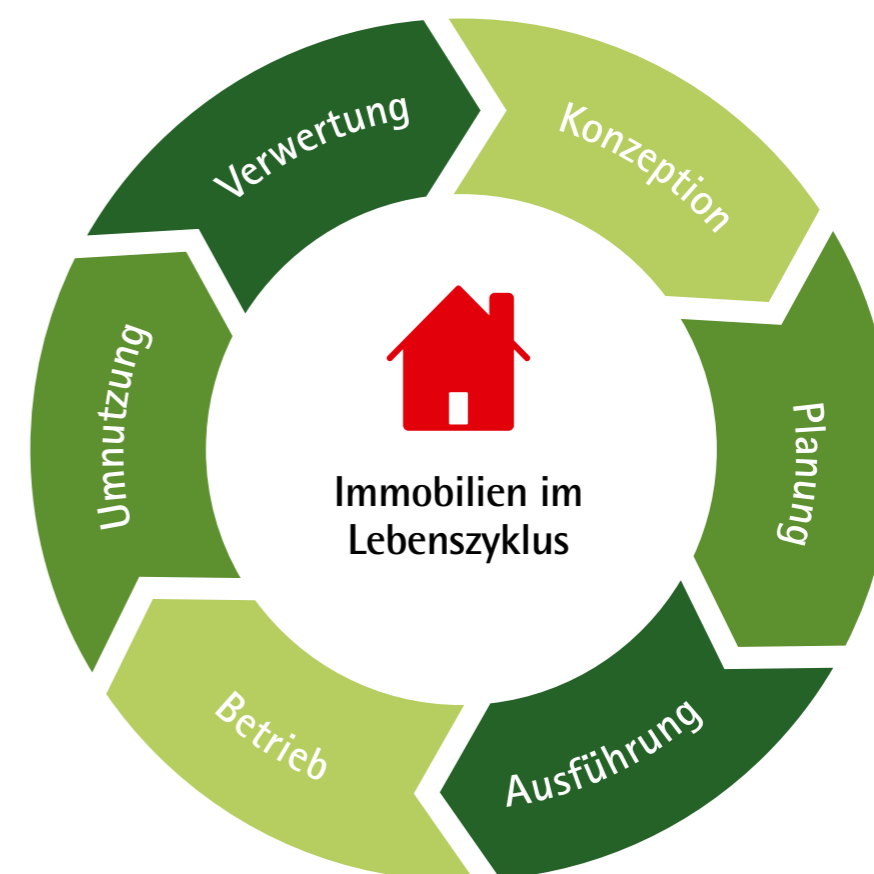 Verwertung
Konzeption
Planung
Ausführung
Betrieb
Umnutzung
Immobilien im
Lebenszyklus